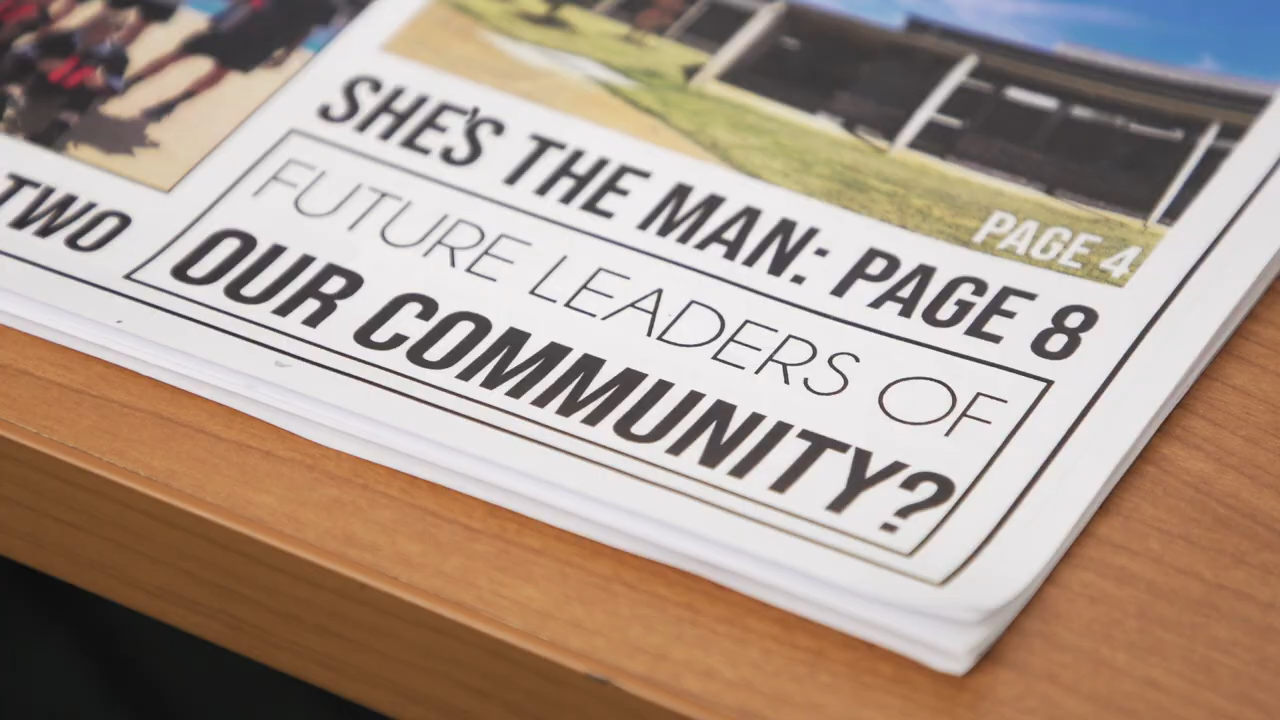 PAGE 4
SHE'S THE MAN: PAGE 8
TWO
FUTURE LEADERS OF
OUR COMMUNITY?